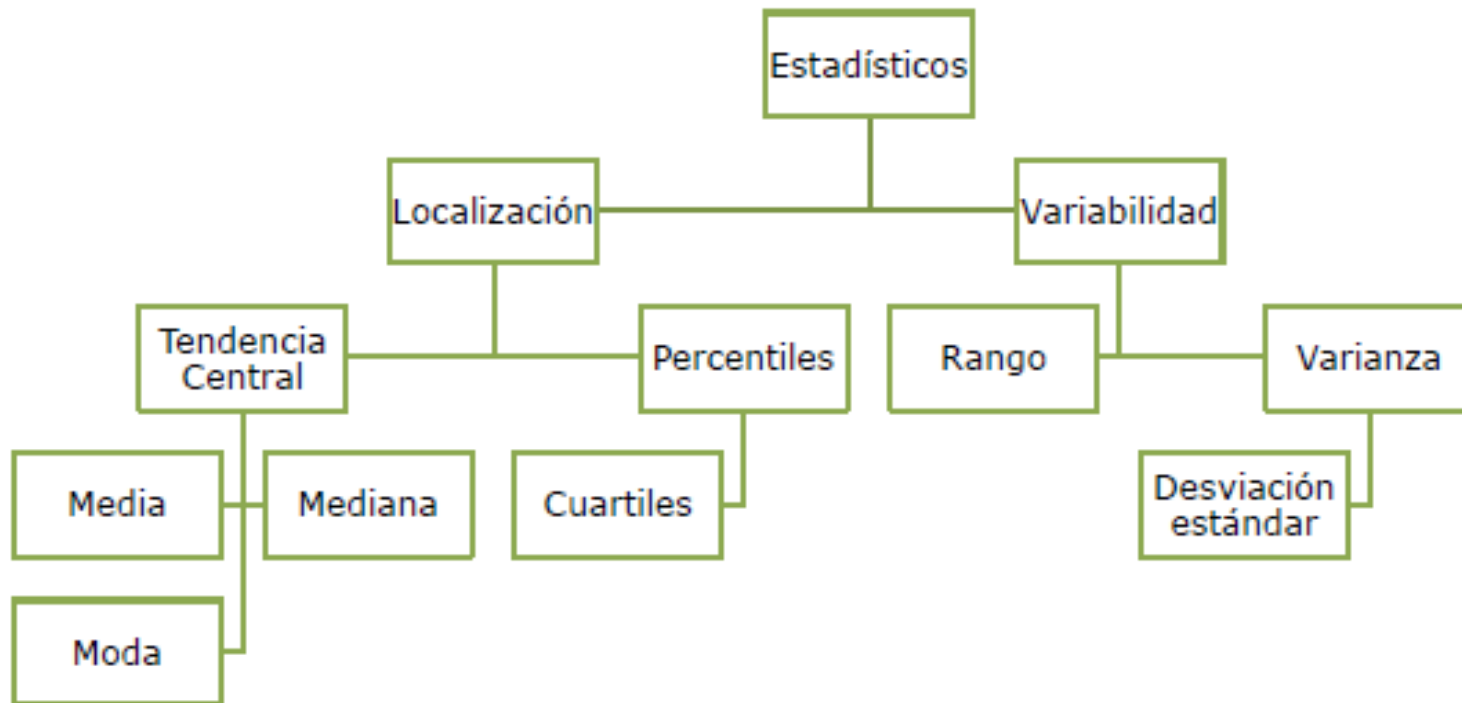 Estadísticos
Localización
Variabilidad
Tendencia
Central
Percentiles
Rango
Varianza
Media
Mediana
Cuartiles
Desviación
estándar
Moda